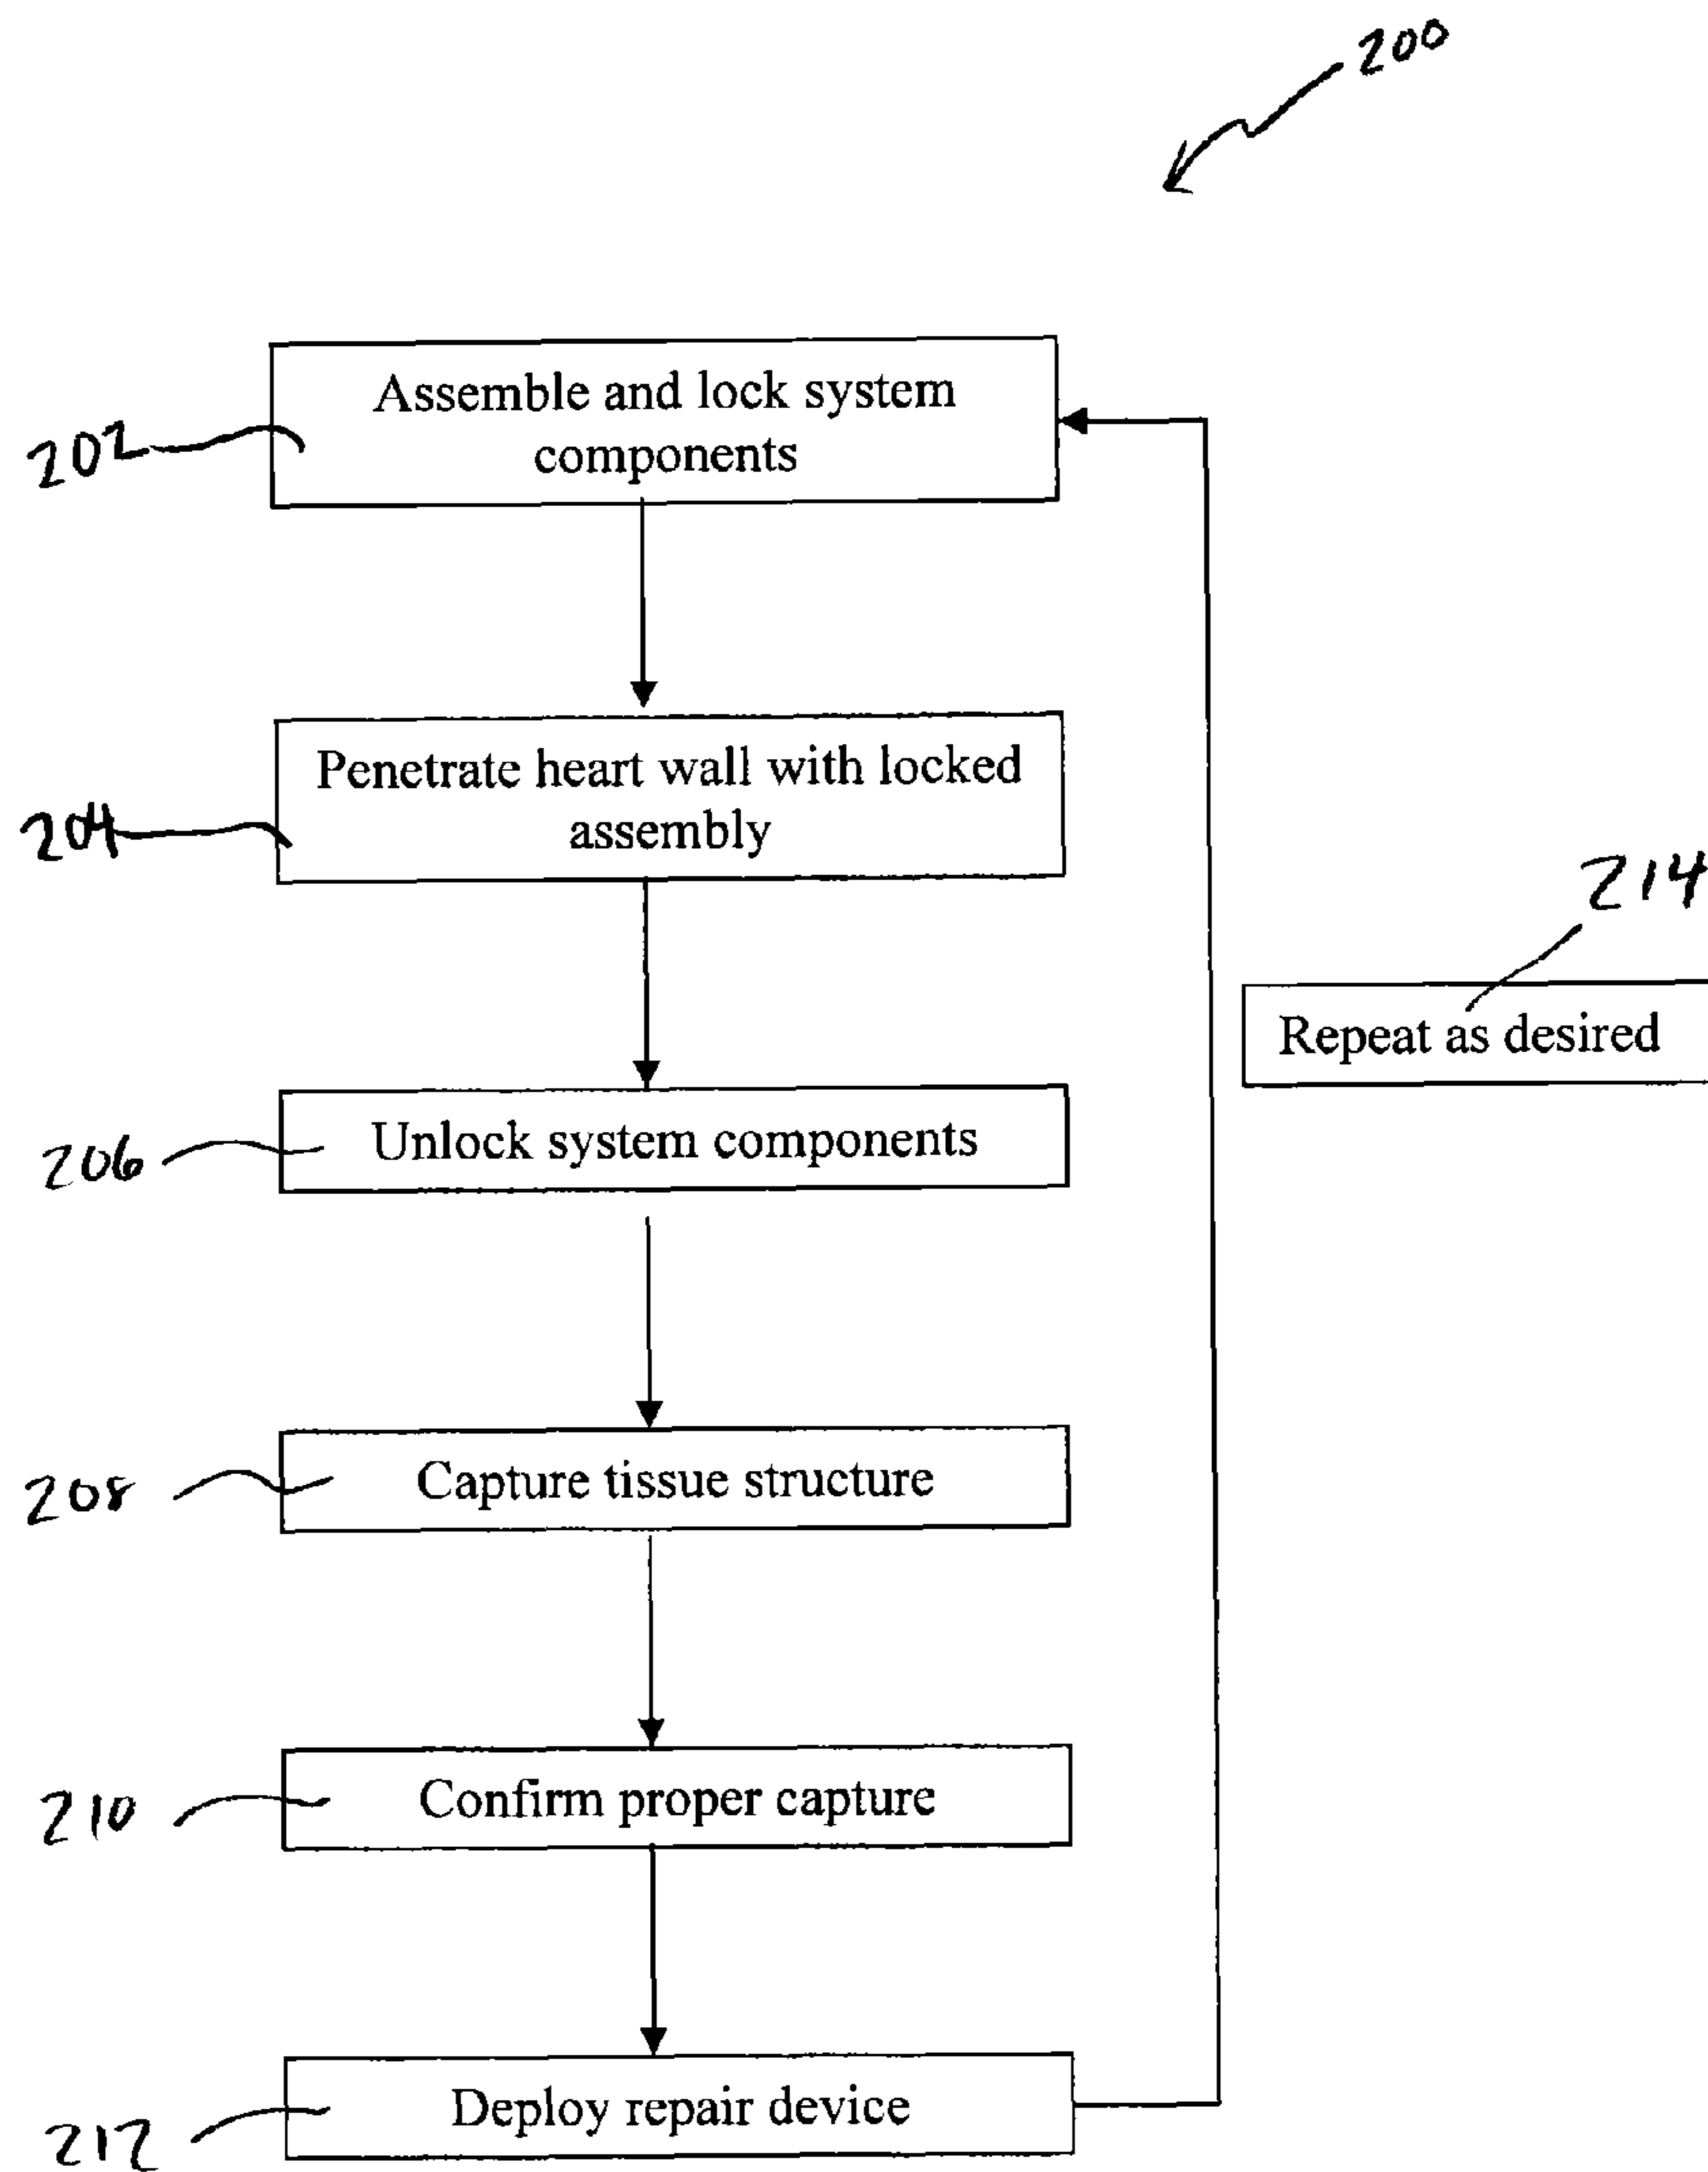 200
202
Assemble and lock system
components
204
Penetrate heart wall with locked
assembly
214
Repeat as desired
206
Unlock system components
208
Capture tissue structure
210
Confirm proper capture
212
Deploy repair device